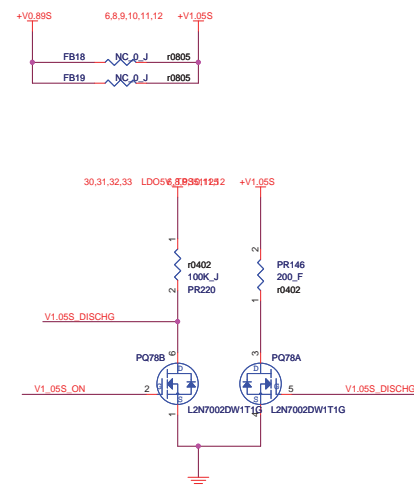 +V0.89S 6,8,9,10,11,12 +V1.05S
FB18 NC_0_J r0805
FB19 NC_0_J r0805
30,31,32,33 +V1.05S
1
2
r0402
100K_J
PR220
2
1
PR146
200_F
r0402
V1.05S_DISCHG
PQ78B 6 D
3 D PQ78A
V1_05S_ON 2 G
G 5 V1.05S_DISCHG
S 1 L2N7002DW1T1G
S 4 L2N7002DW1T1G